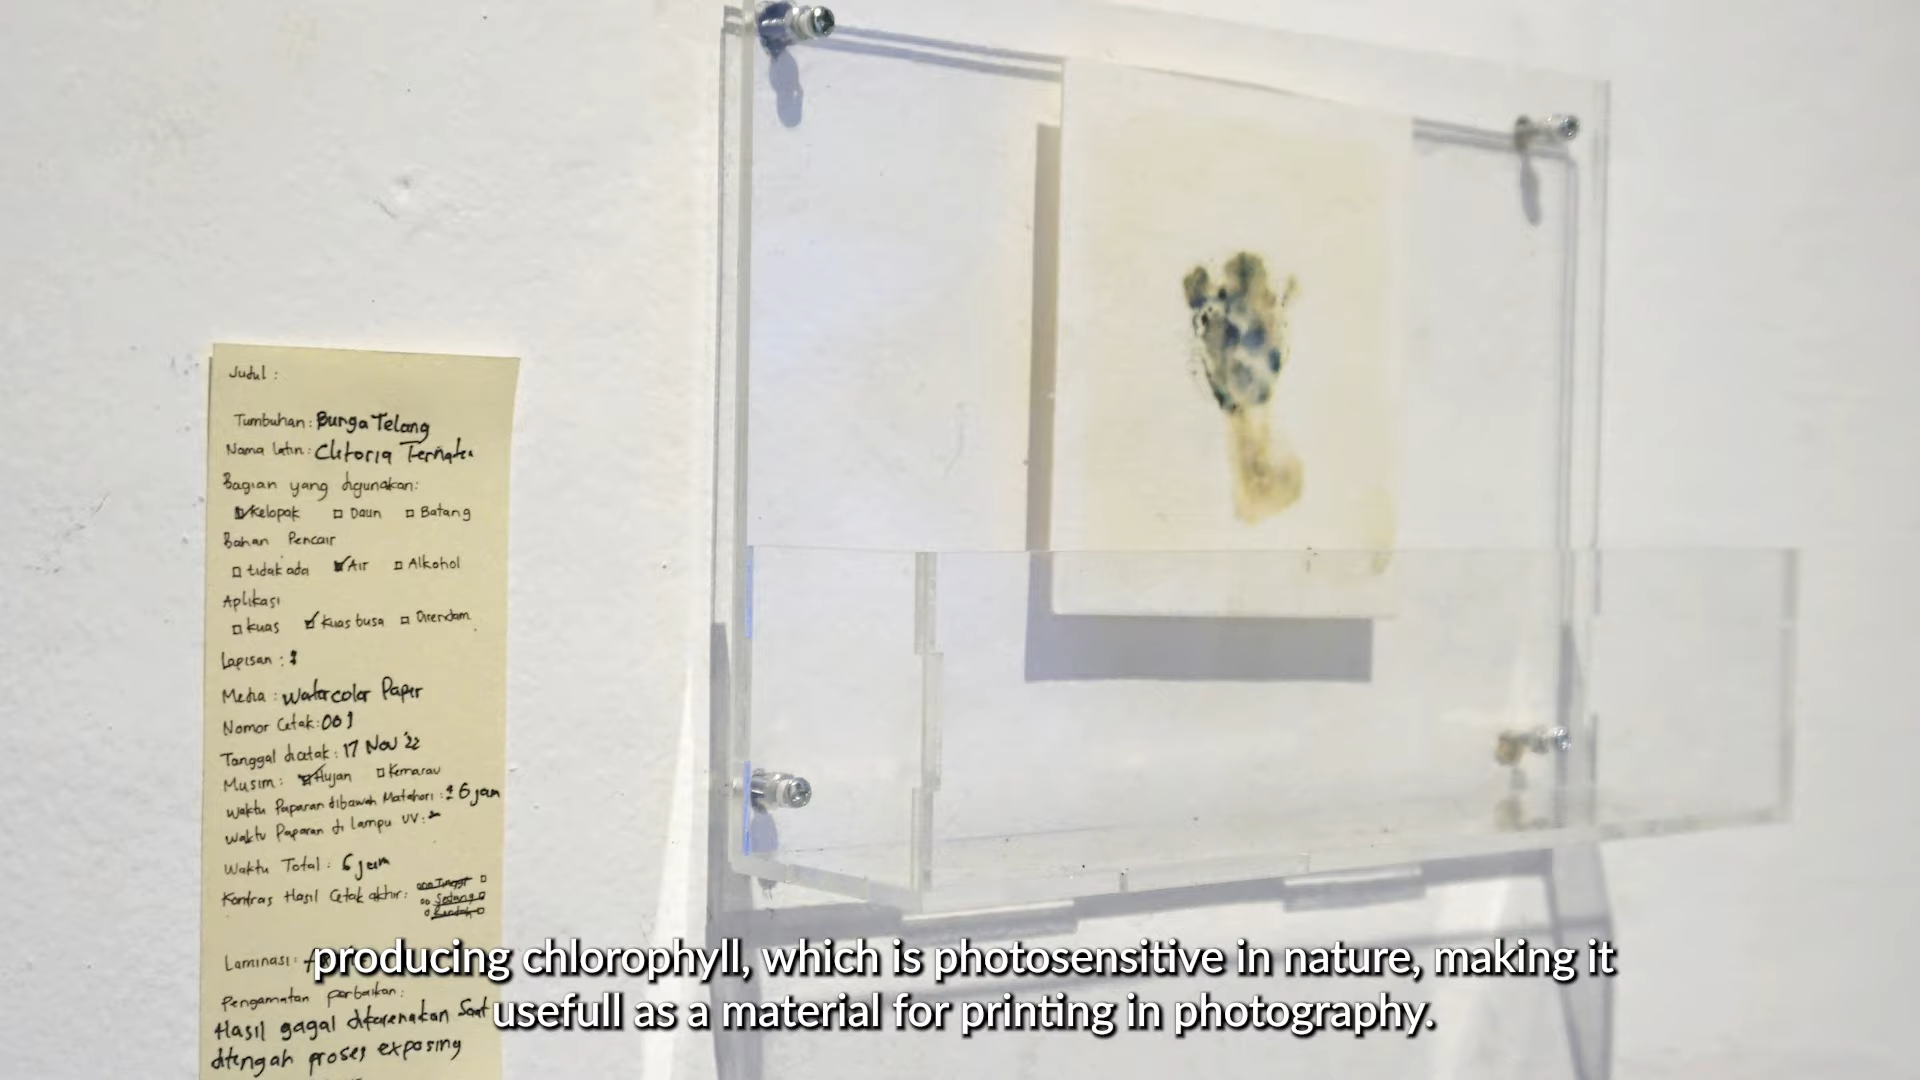 Judul :
Tumbuhan : Bunga Telang
Nama latin : Clitoria Ternatea
Bagian yang digunakan:
Kelopak Daun Batang
Bahan Pencair
tidak ada Air Alkohol
Aplikasi
kuas kuas busa Direndam
Lapisan :
Media : Watercolor Paper
Nomor Cetak : 001
Tanggal dicetak : 17 Nov '22
Musim : Hujan Kemarau
Waktu Paparan dibawah Matahari : ± 6 jam
Waktu Paparan di lampu UV : -
Waktu Total : 6 jam
Kontras Hasil Cetak akhir : Tinggi
Sedang
Rendah
Laminasi :
Pengamatan perbaikan :
Hasil gagal dikarenakan Saat
ditengah proses exposing
producing chlorophyll, which is photosensitive in nature, making it
usefull as a material for printing in photography.